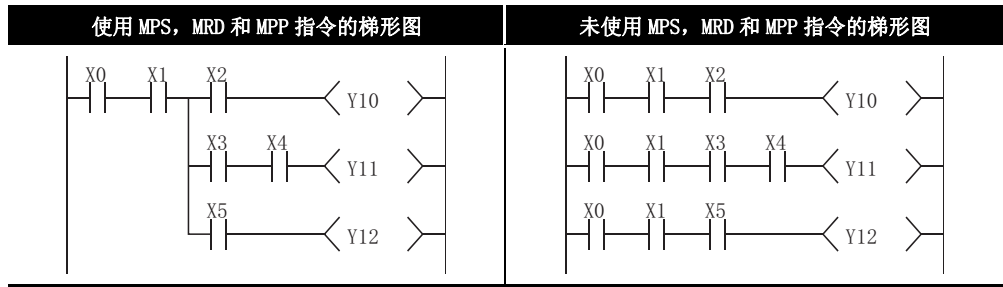 使用 MPS，MRD 和 MPP 指令的梯形图
未使用 MPS，MRD 和 MPP 指令的梯形图
X0 X1 X2
Y10
X3 X4
Y11
X5
Y12
X0 X1 X2
Y10
X0 X1 X3 X4
Y11
X0 X1 X5
Y12